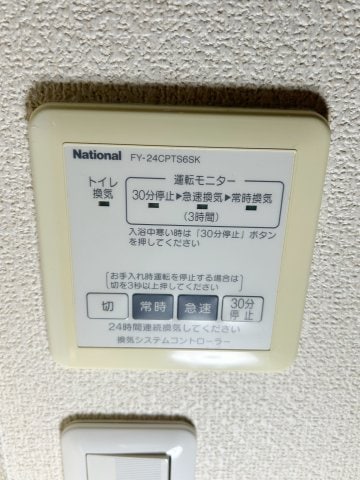 National FY-24CPTS6SK
トイレ
換気
運転モニター
30分停止▶急速換気▶常時換気
(3時間)
入浴中寒い時は「30分停止」ボタン
を押してください
お手入れ時運転を停止する場合は
切を3秒以上押してください
切 常時 急速 30分
停止
24時間連続換気してください
換気システムコントローラー